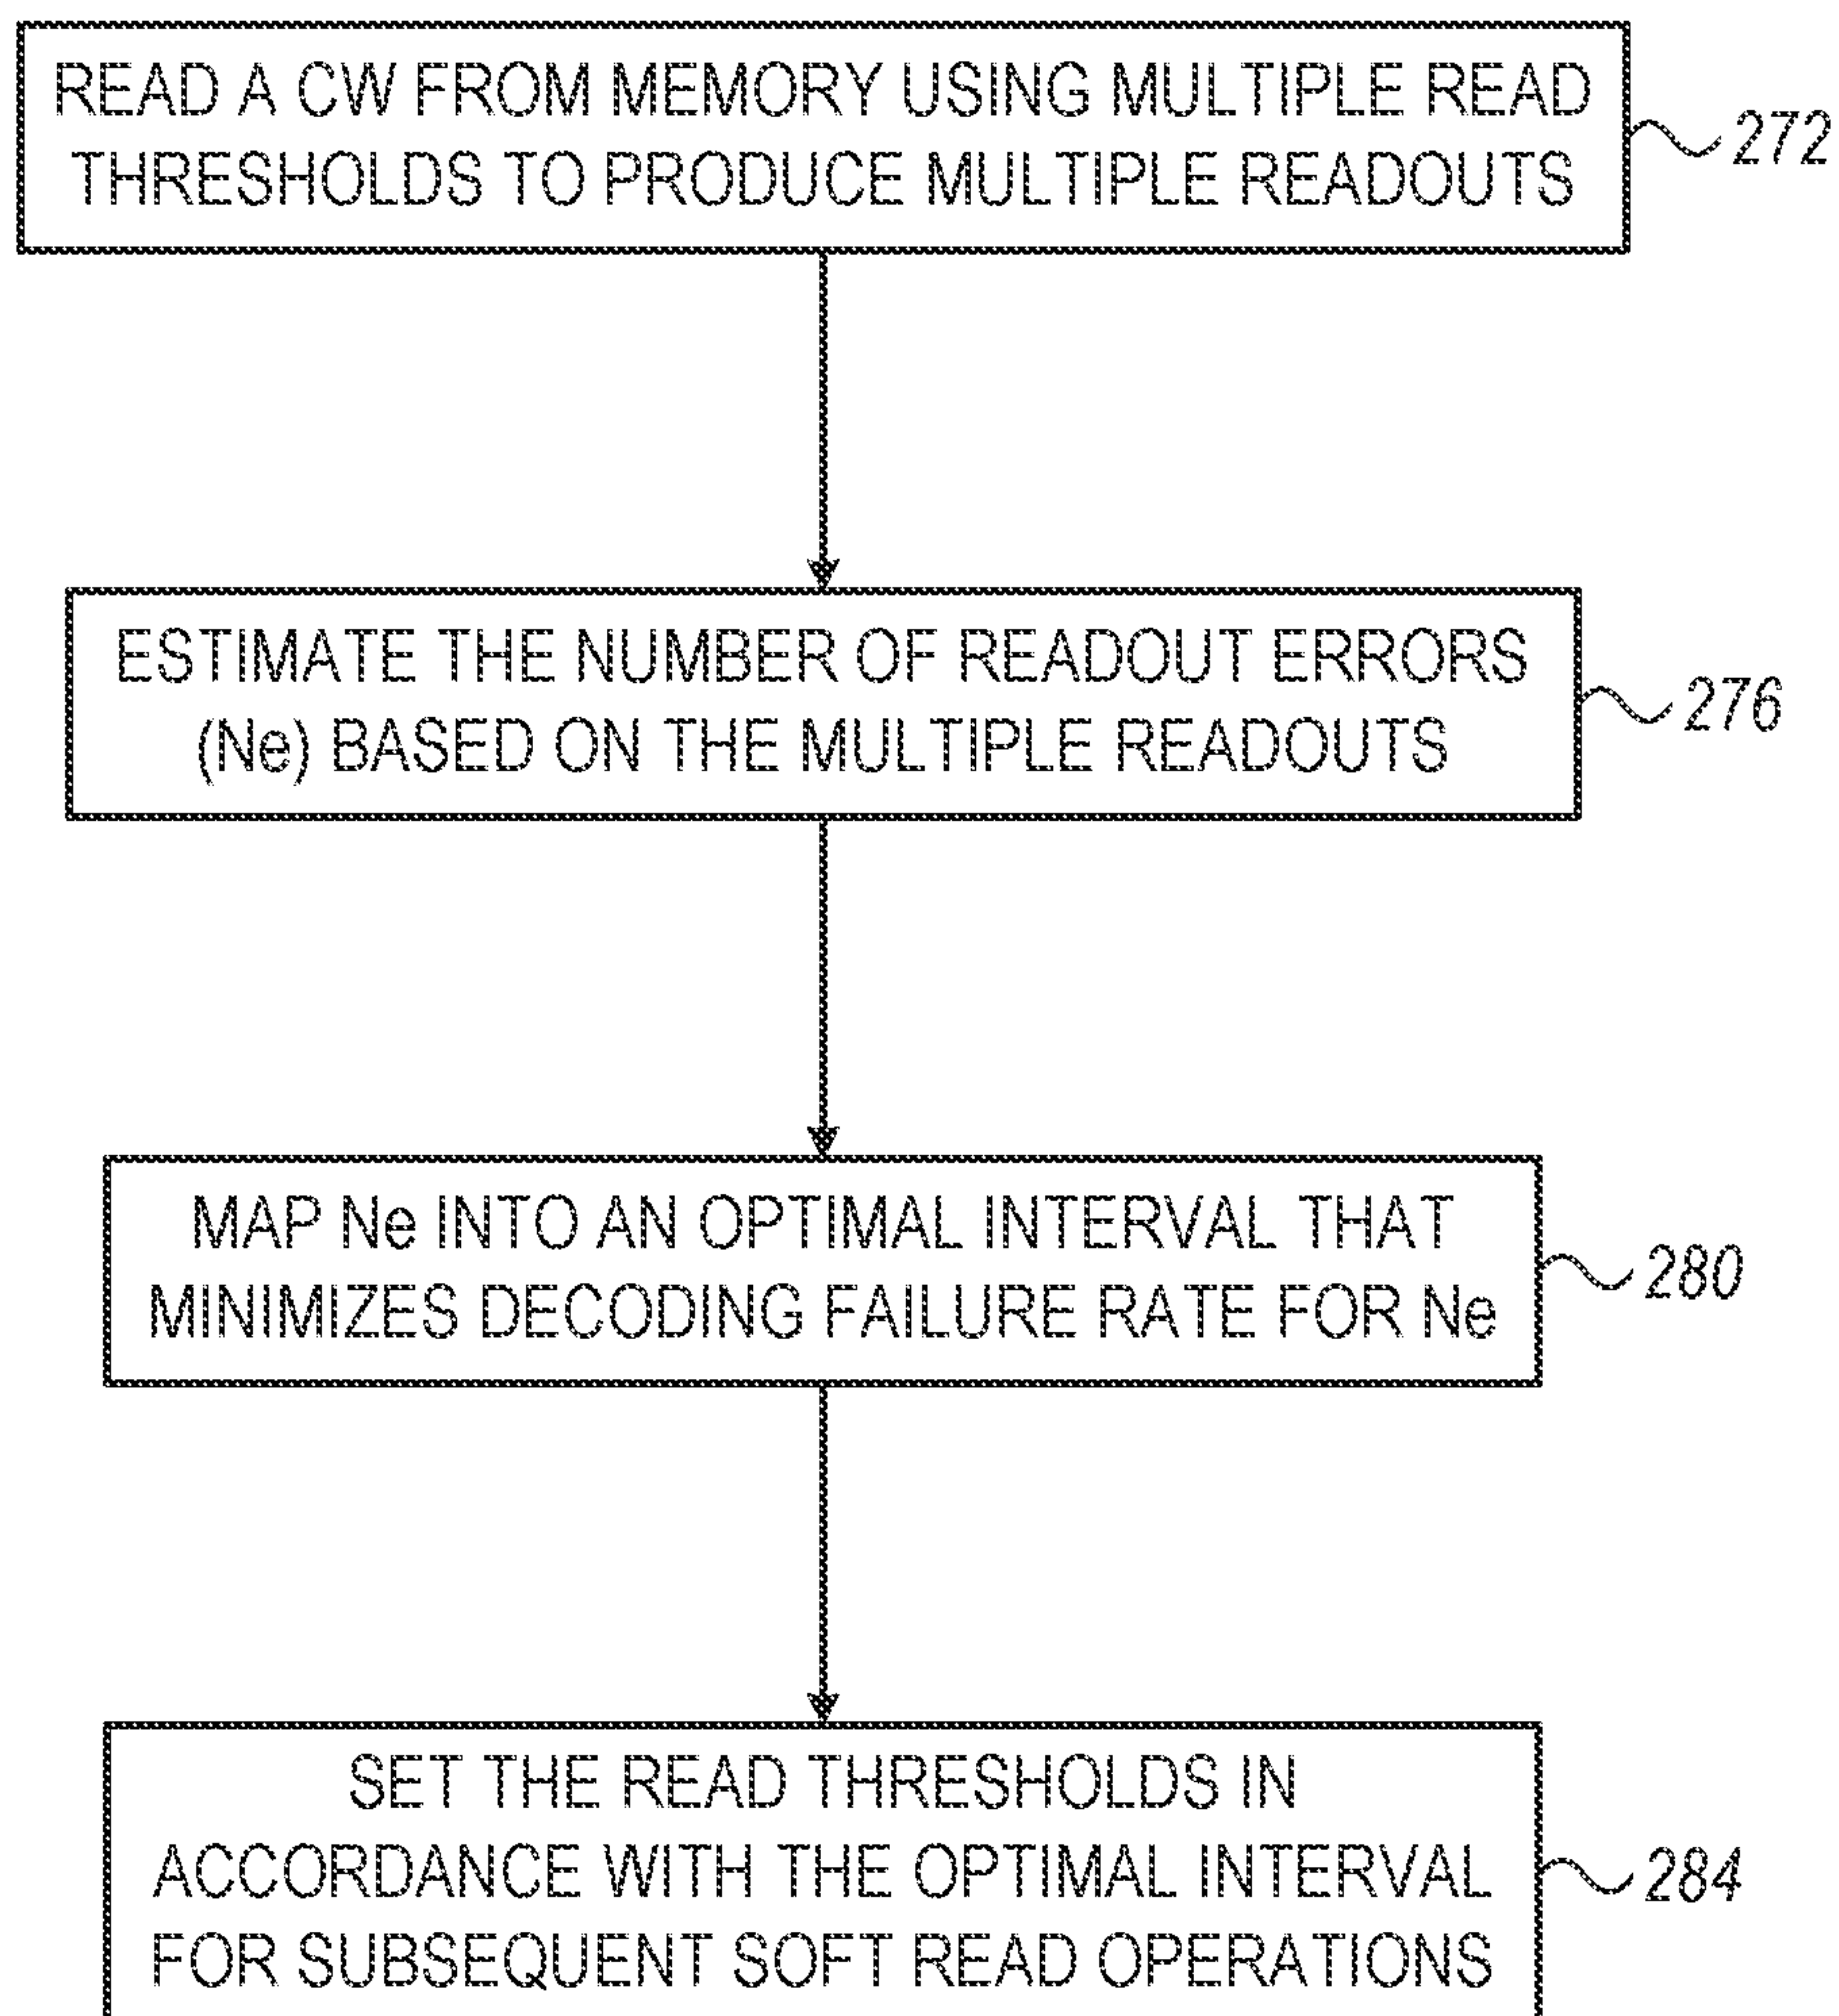 READ A CW FROM MEMORY USING MULTIPLE READ
THRESHOLDS TO PRODUCE MULTIPLE READOUTS
272
ESTIMATE THE NUMBER OF READOUT ERRORS
(Ne) BASED ON THE MULTIPLE READOUTS
276
MAP Ne INTO AN OPTIMAL INTERVAL THAT
MINIMIZES DECODING FAILURE RATE FOR Ne
280
SET THE READ THRESHOLDS IN
ACCORDANCE WITH THE OPTIMAL INTERVAL
FOR SUBSEQUENT SOFT READ OPERATIONS
284